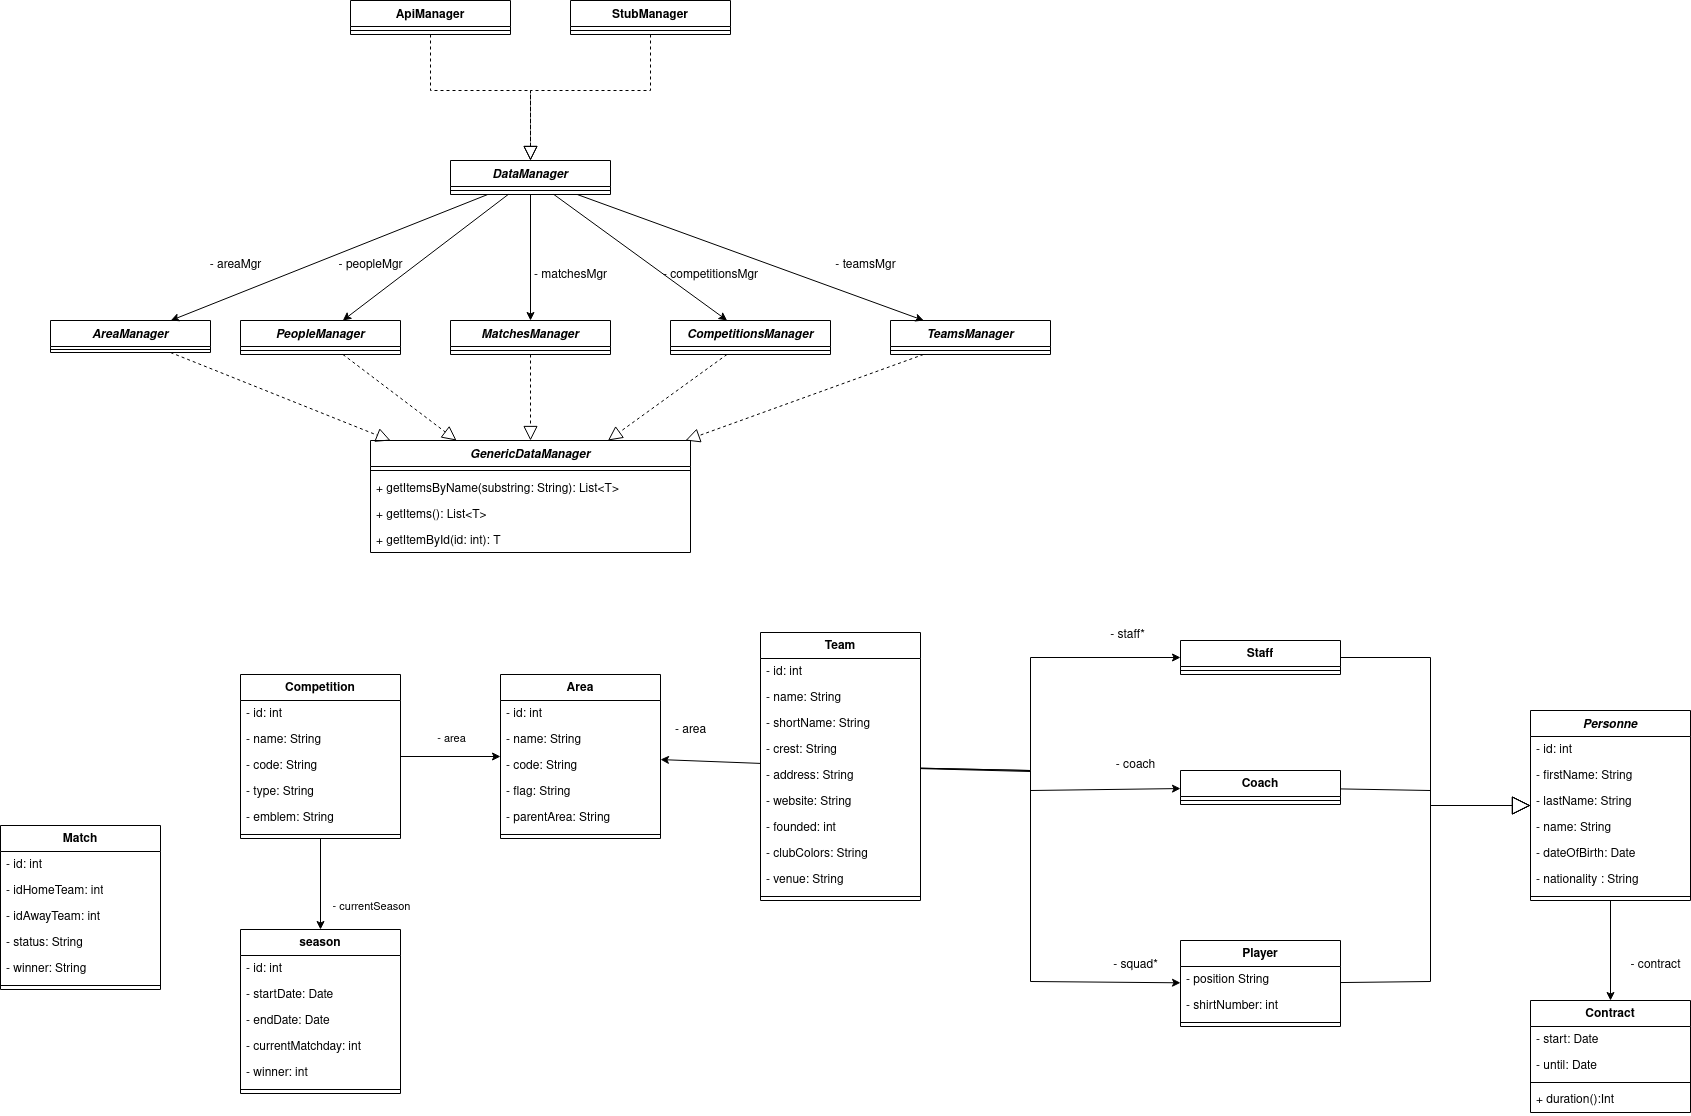 ApiManager
StubManager
DataManager
- areaMgr
- peopleMgr
- matchesMgr
- competitionsMgr
- teamsMgr
AreaManager
PeopleManager
MatchesManager
CompetitionsManager
TeamsManager
GenericDataManager
+ getItemsByName(substring: String): List<T>
+ getItems(): List<T>
+ getItemById(id: int): T
Match
- id: int
- idHomeTeam: int
- idAwayTeam: int
- status: String
- winner: String
Competition
- id: int
- name: String
- code: String
- type: String
- emblem: String
- area
- currentSeason
season
- id: int
- startDate: Date
- endDate: Date
- currentMatchday: int
- winner: int
Area
- id: int
- name: String
- code: String
- flag: String
- parentArea: String
- area
Team
- id: int
- name: String
- shortName: String
- crest: String
- address: String
- website: String
- founded: int
- clubColors: String
- venue: String
- staff*
- coach
- squad*
Staff
Coach
Player
- position String
- shirtNumber: int
Personne
- id: int
- firstName: String
- lastName: String
- name: String
- dateOfBirth: Date
- nationality : String
- contract
Contract
- start: Date
- until: Date
+ duration():Int